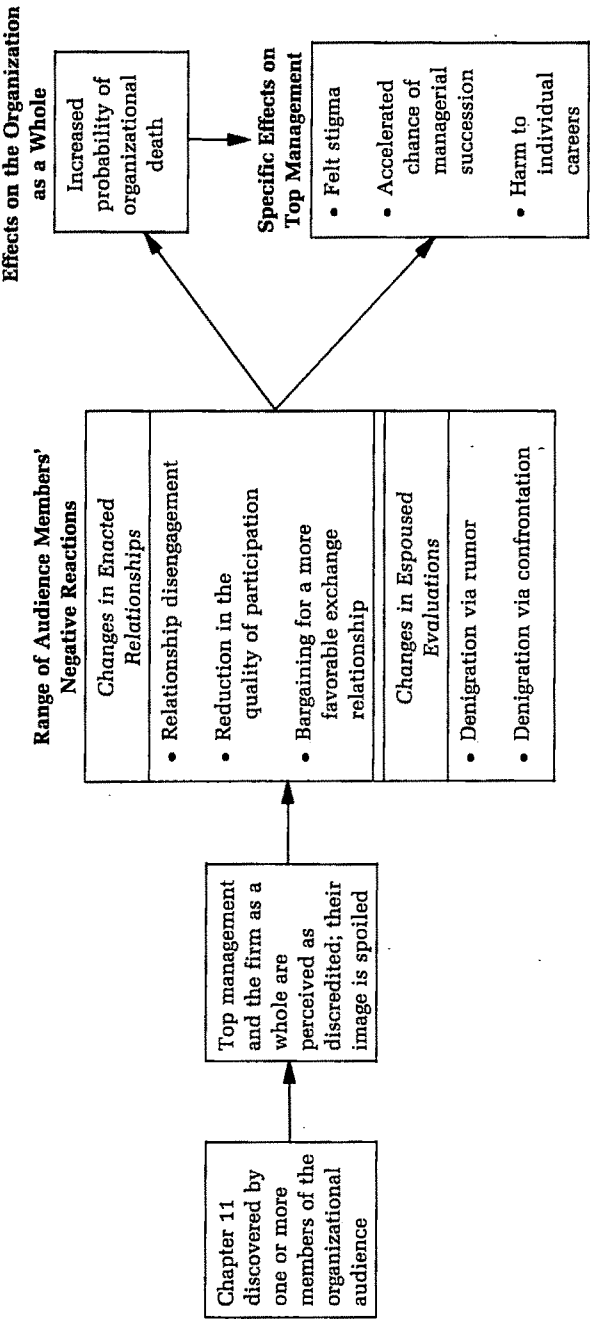 Chapter 11
discovered by
one or more
members of the
organizational
audience
Top management
and the firm as a
whole are
perceived as
discredited; their
image is spoiled
Range of Audience Members'
Negative Reactions
Changes in Enacted
Relationships
• Relationship disengagement
• Reduction in the
quality of participation
• Bargaining for a more
favorable exchange
relationship
Changes in Espoused
Evaluations
• Denigration via rumor
• Denigration via confrontation
Effects on the Organization
as a Whole
Increased
probability of
organizational
death
Specific Effects on
Top Management
• Felt stigma
• Accelerated
chance of
managerial
succession
• Harm to
individual
careers